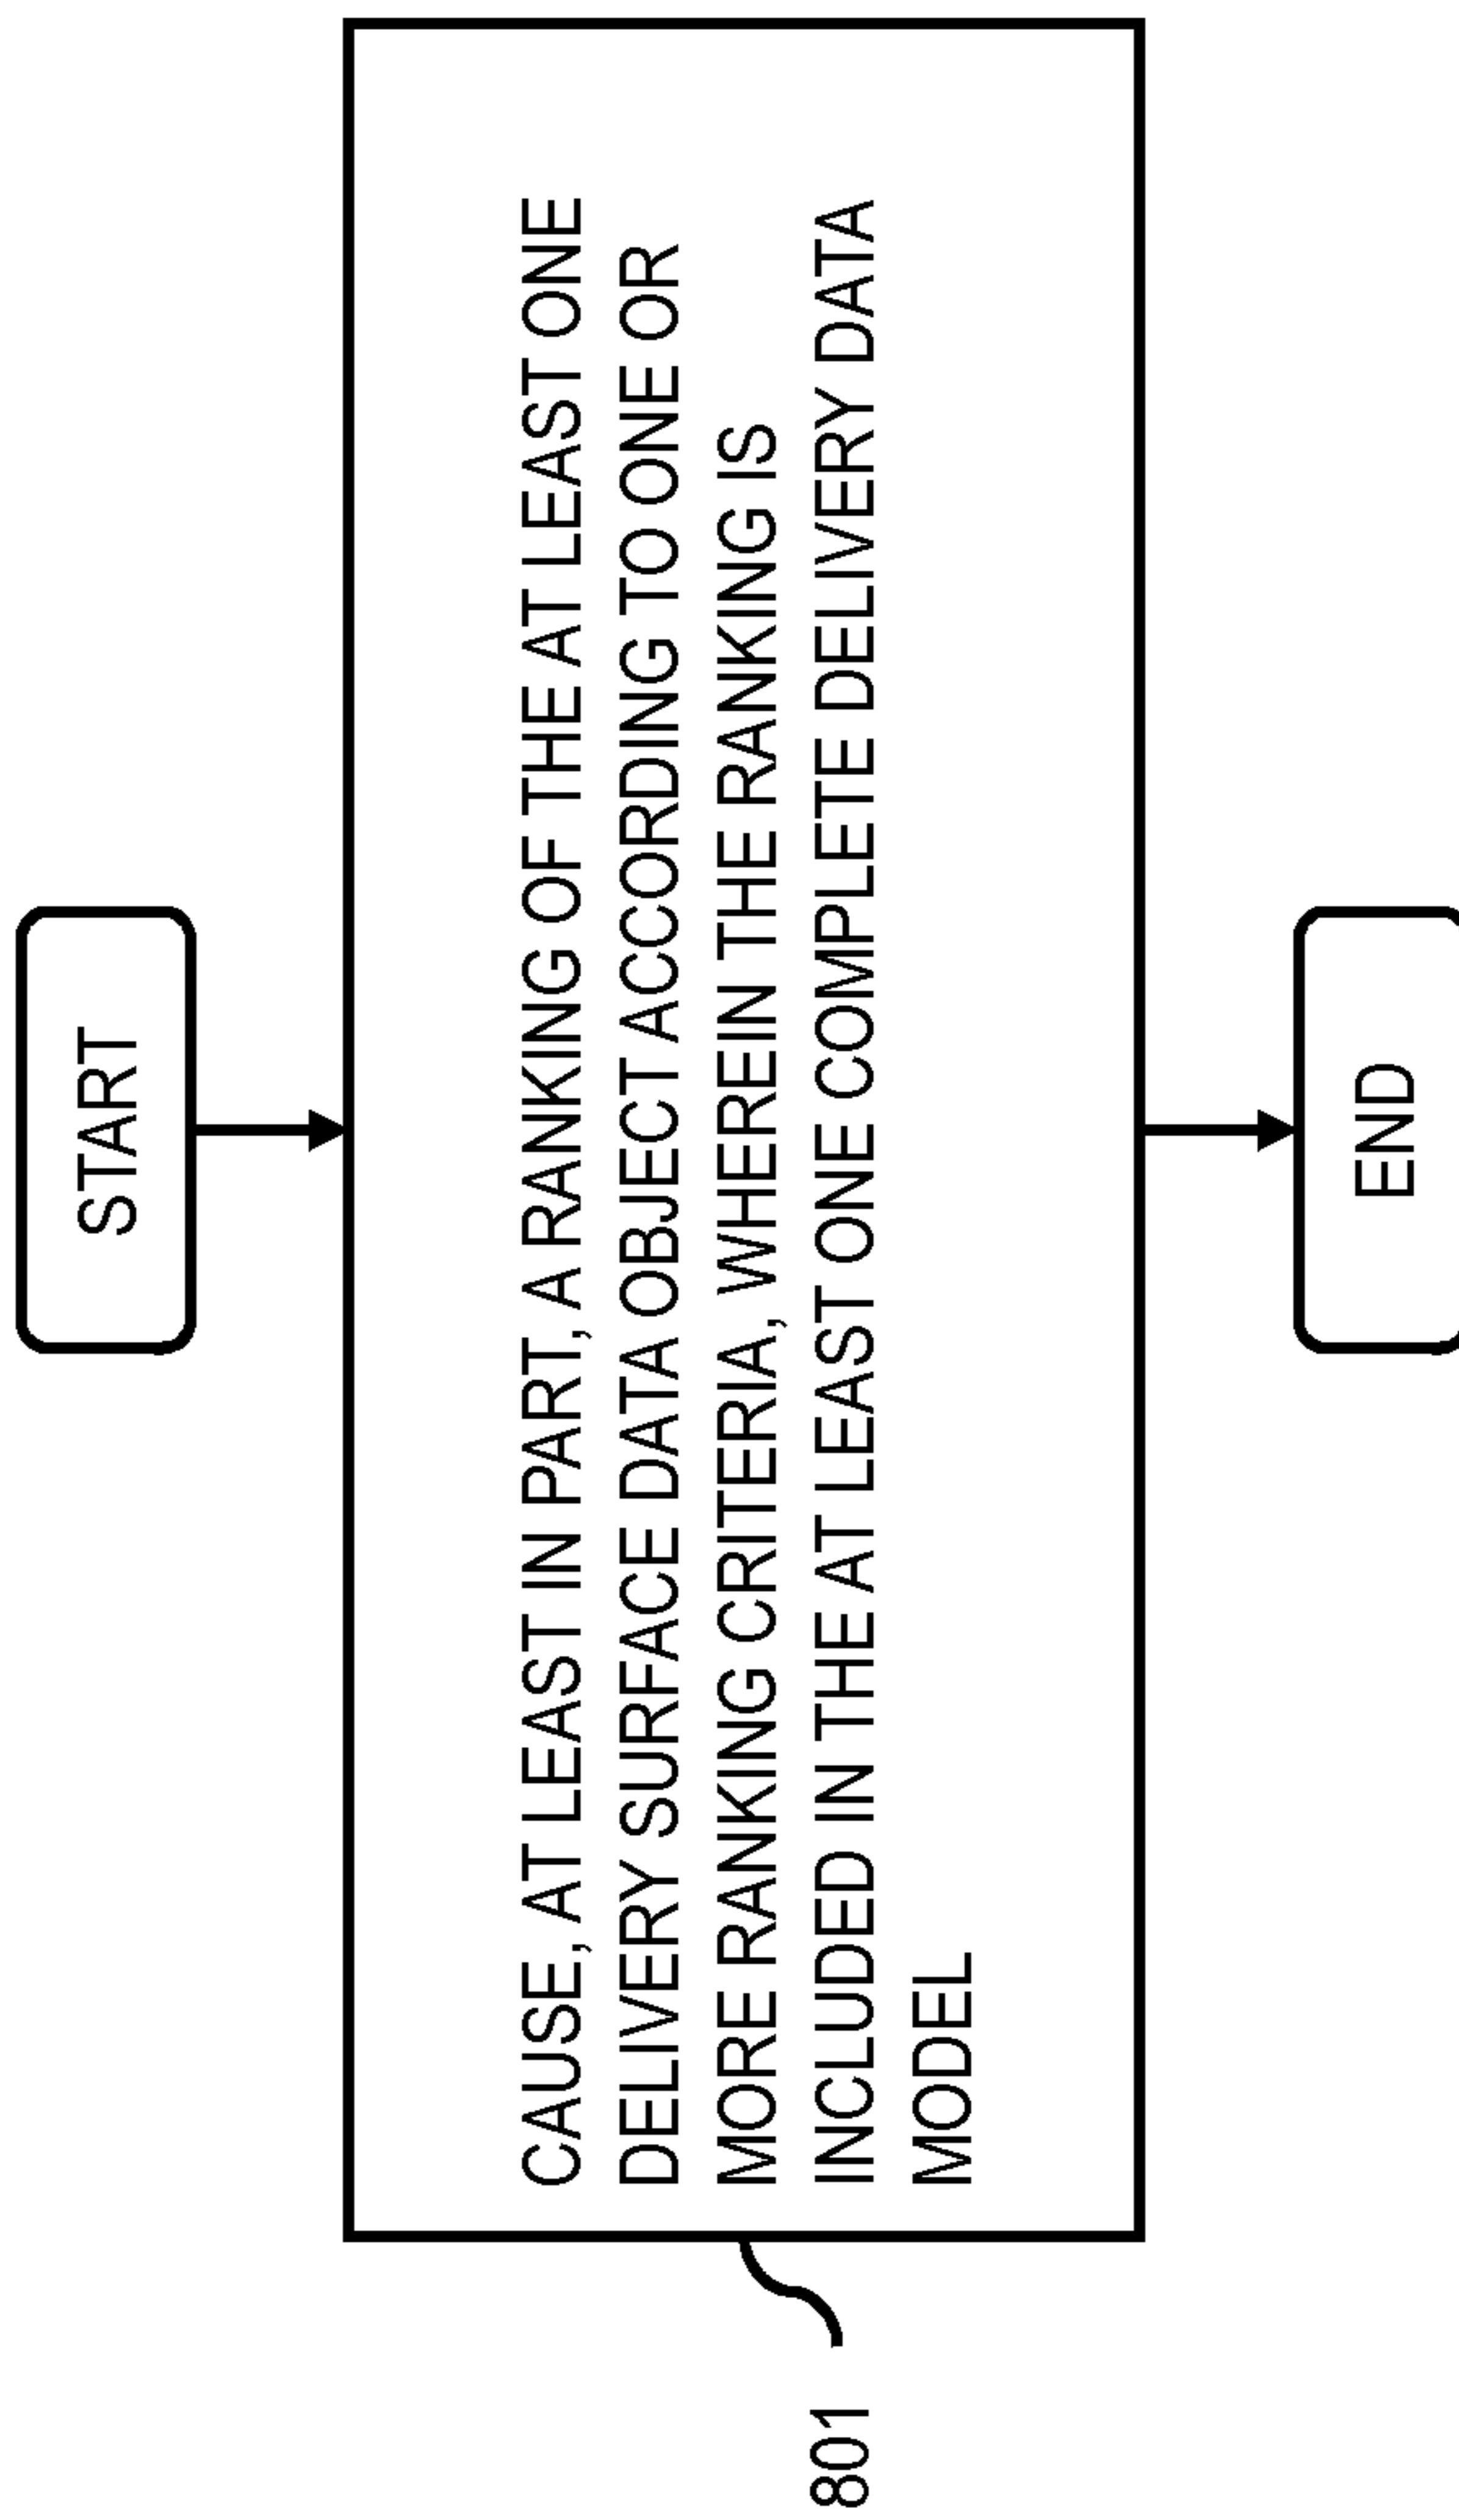 START
CAUSE, AT LEAST IN PART, A RANKING OF THE AT LEAST ONE
DELIVERY SURFACE DATA OBJECT ACCORDING TO ONE OR
MORE RANKING CRITERIA, WHEREIN THE RANKING IS
INCLUDED IN THE AT LEAST ONE COMPLETE DELIVERY DATA
MODEL
801
END